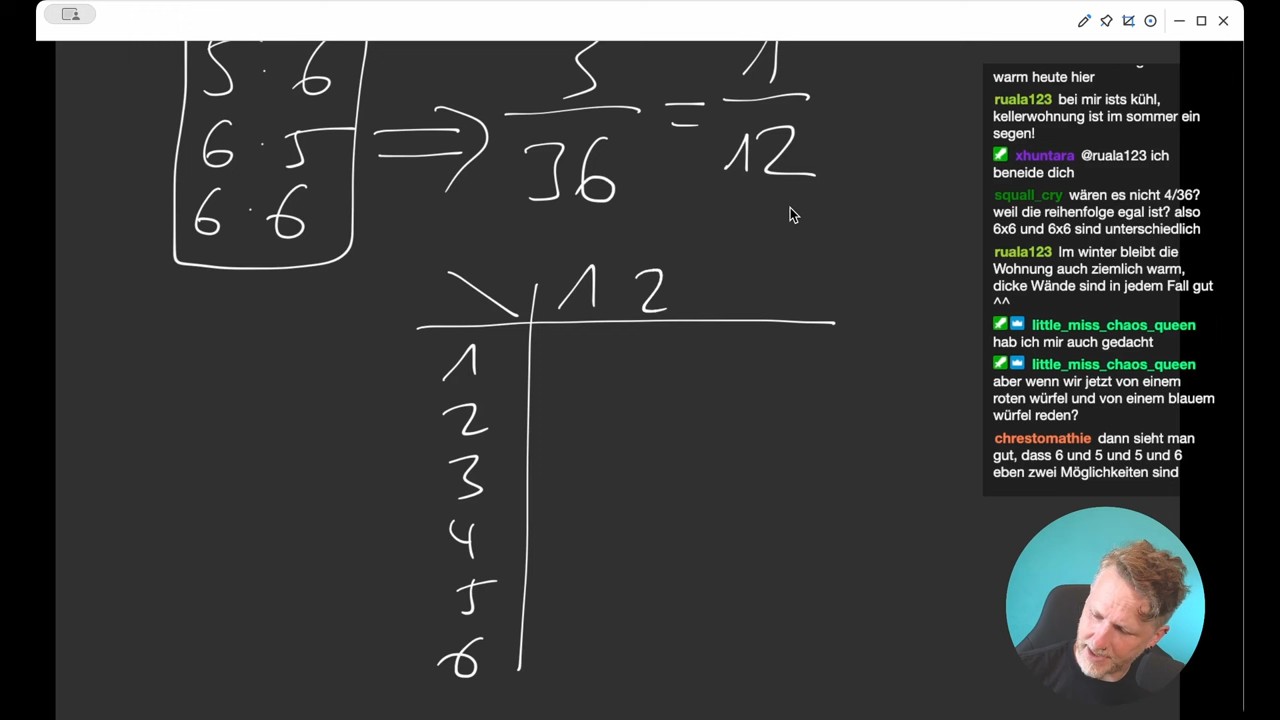 5 · 6
6 · 5 ⟹ 3/36 = 1/12
6 · 6
1 2
1
2
3
4
5
6
warm heute hier
ruala123 bei mir ists kühl,
kellerwohnung ist im sommer ein
segen!
xhuntara @ruala123 ich
beneide dich
squall_cry wären es nicht 4/36?
weil die reihenfolge egal ist? also
6x6 und 6x6 sind unterschiedlich
ruala123 Im winter bleibt die
Wohnung auch ziemlich warm,
dicke Wände sind in jedem Fall gut
^^
little_miss_chaos_queen
hab ich mir auch gedacht
little_miss_chaos_queen
aber wenn wir jetzt von einem
roten würfel und von einem blauem
würfel reden?
chrestomathie dann sieht man
gut, dass 6 und 5 und 5 und 6
eben zwei Möglichkeiten sind